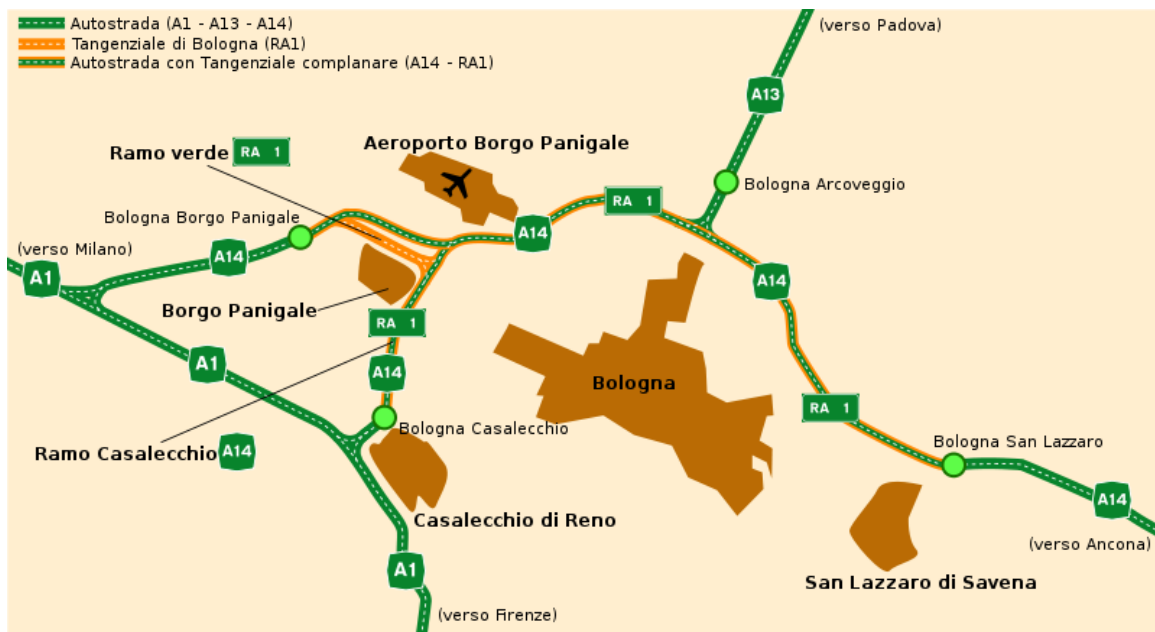 Autostrada (A1 - A13 - A14)
Tangenziale di Bologna (RA1)
Autostrada con Tangenziale complanare (A14 - RA1)
(verso Padova)
A13
Aeroporto Borgo Panigale
Ramo verde RA 1
Bologna Arcoveggio
RA 1
Bologna Borgo Panigale
A14
(verso Milano)
A14
A1
A14
Borgo Panigale
RA 1
A1
A14
Bologna
RA 1
Bologna Casalecchio
Ramo Casalecchio A14
Bologna San Lazzaro
A14
Casalecchio di Reno
(verso Ancona)
A1
San Lazzaro di Savena
(verso Firenze)